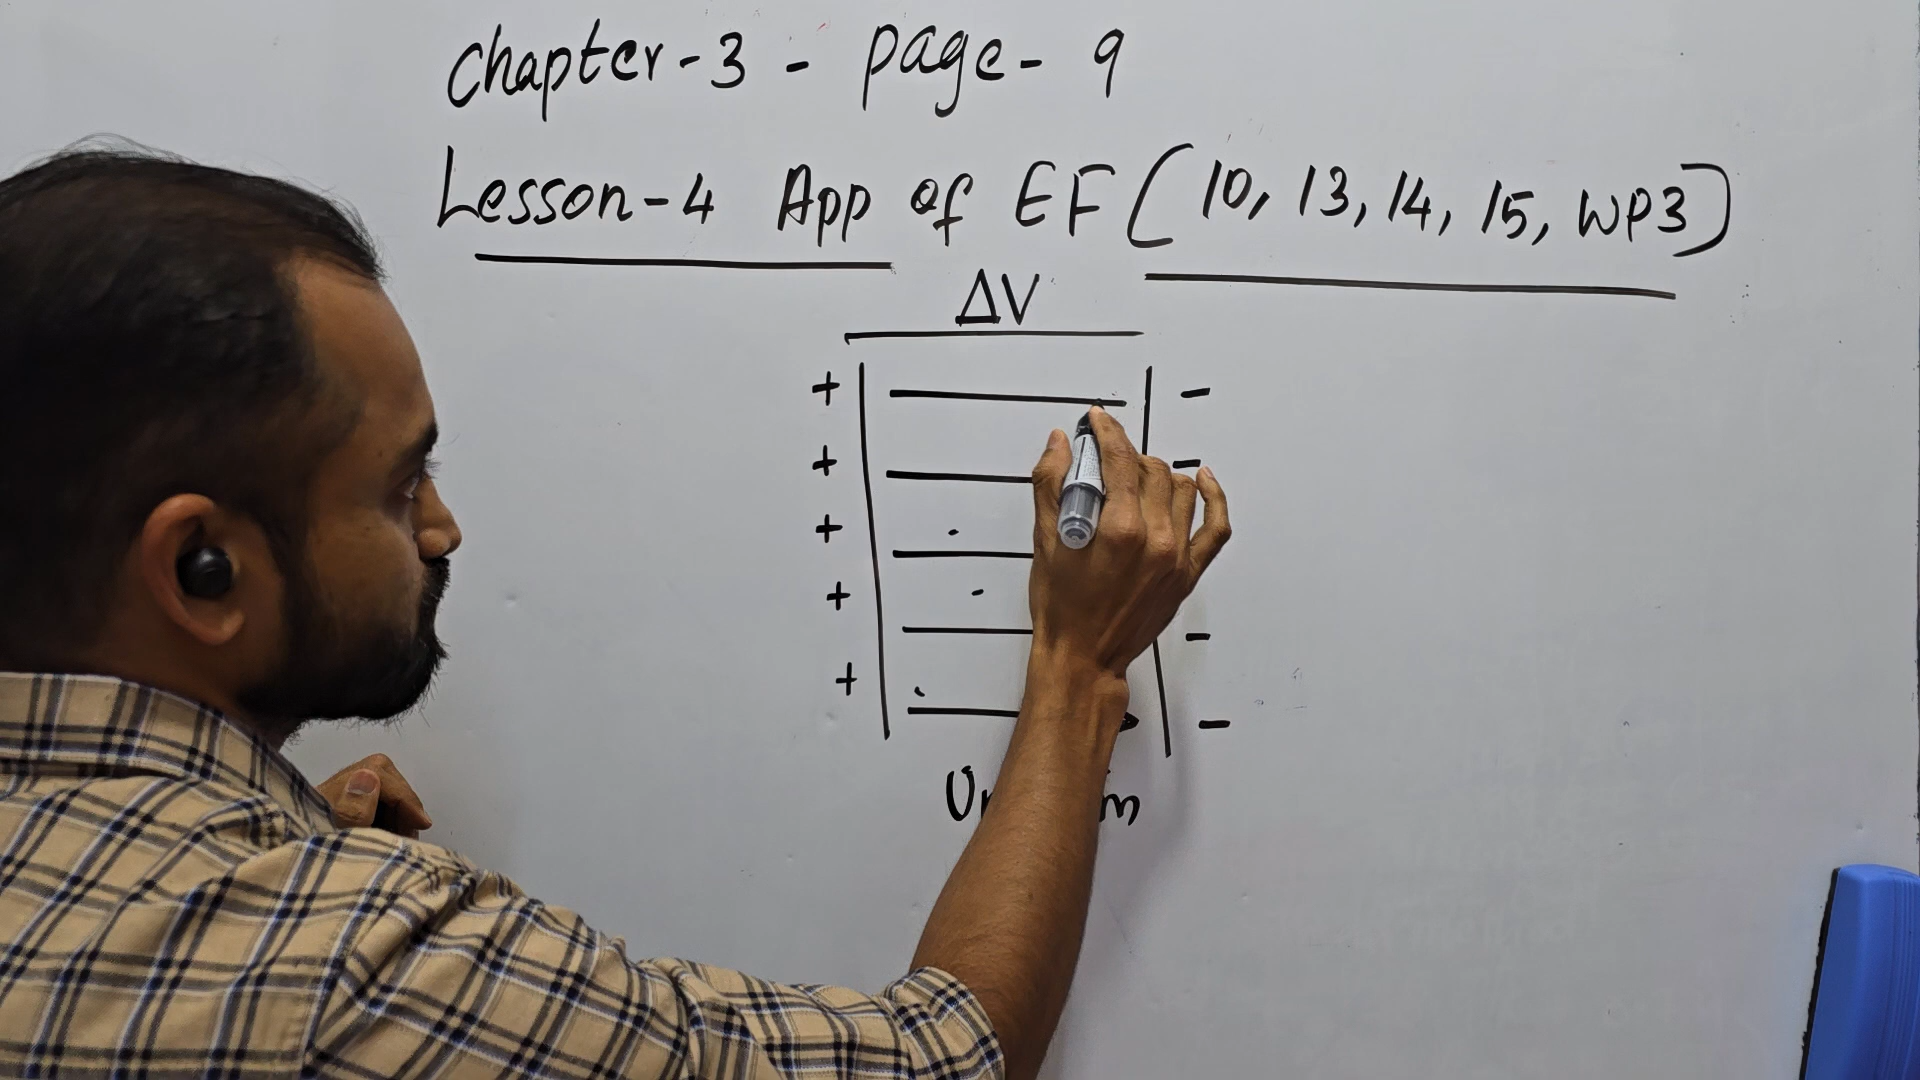 Chapter-3 - page- 9
Lesson-4 App of EF (10, 13, 14, 15, WP3)
ΔV
+ -
+ -
+
+ -
+ -